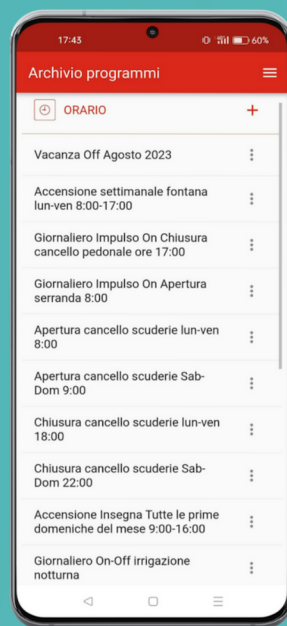 17:43
60%
Archivio programmi
ORARIO
Vacanza Off Agosto 2023
Accensione settimanale fontana
lun-ven 8:00-17:00
Giornaliero Impulso On Chiusura
cancello pedonale ore 17:00
Giornaliero Impulso On Apertura
serranda 8:00
Apertura cancello scuderie lun-ven
8:00
Apertura cancello scuderie Sab-
Dom 9:00
Chiusura cancello scuderie lun-ven
18:00
Chiusura cancello scuderie Sab-
Dom 22:00
Accensione Insegna Tutte le prime
domeniche del mese 9:00-16:00
Giornaliero On-Off irrigazione
notturna